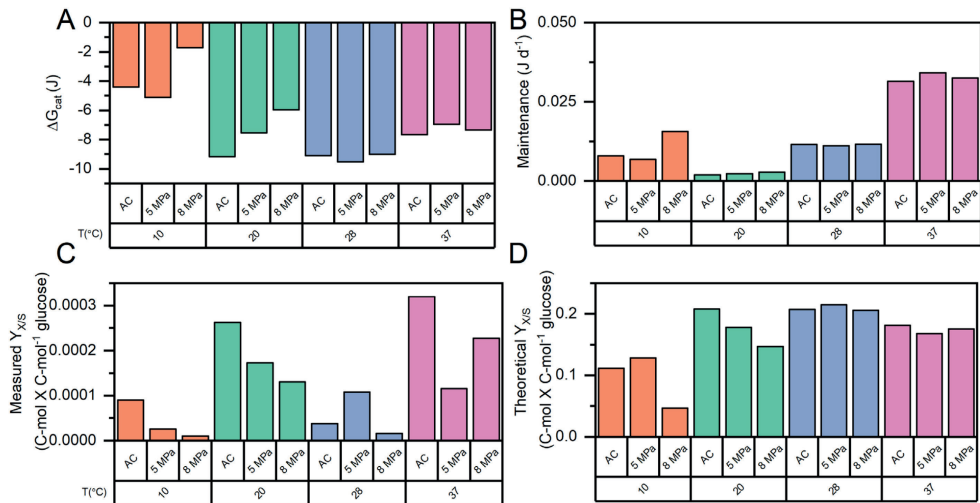 A
0
-2
-4
-6
-8
-10
ΔGcat (J)
AC
5 MPa
8 MPa
AC
5 MPa
8 MPa
AC
5 MPa
8 MPa
AC
5 MPa
8 MPa
T(°C)
10
20
28
37
B
0.050
0.025
0.000
Maintenance (J d⁻¹)
AC
5 MPa
8 MPa
AC
5 MPa
8 MPa
AC
5 MPa
8 MPa
AC
5 MPa
8 MPa
10
20
28
37
C
0.0003
0.0002
0.0001
0.0000
Measured YX/S
(C-mol X C-mol⁻¹ glucose)
AC
5 MPa
8 MPa
AC
5 MPa
8 MPa
AC
5 MPa
8 MPa
AC
5 MPa
8 MPa
T(°C)
10
20
28
37
D
0.2
0.1
0.0
Theoretical YX/S
(C-mol X C-mol⁻¹ glucose)
AC
5 MPa
8 MPa
AC
5 MPa
8 MPa
AC
5 MPa
8 MPa
AC
5 MPa
8 MPa
10
20
28
37